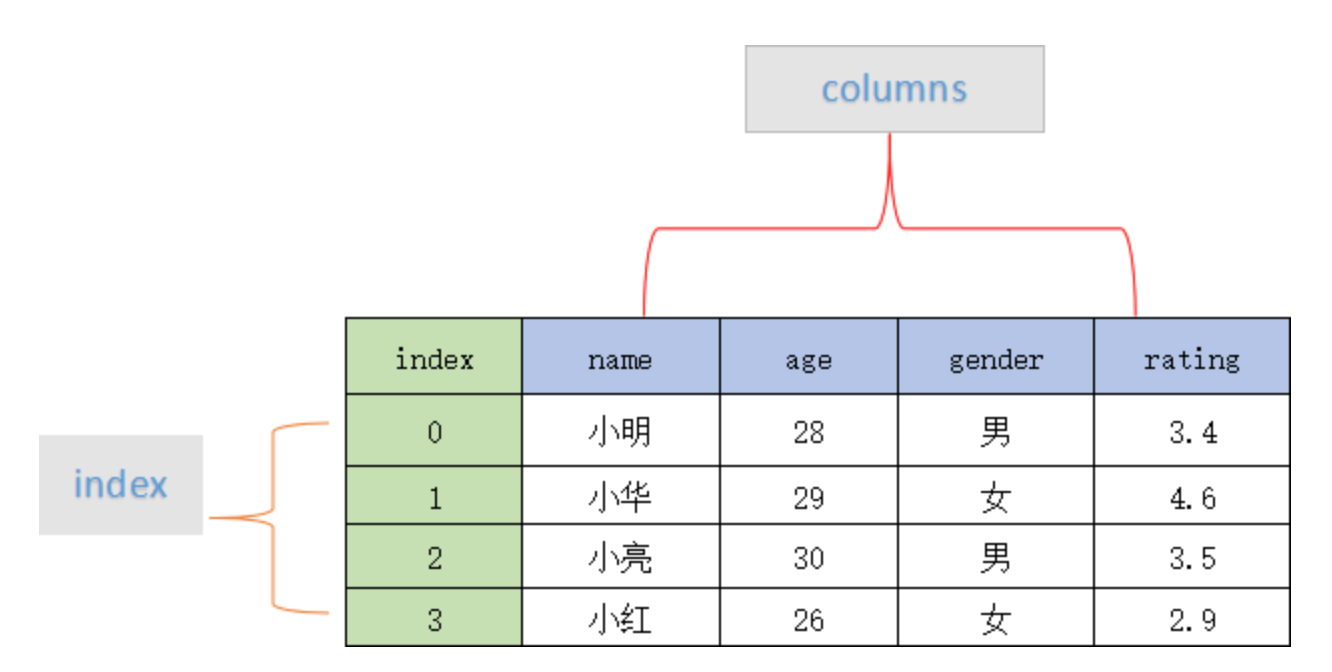 columns
index name age gender rating
0 小明 28 男 3.4
index
1 小华 29 女 4.6
2 小亮 30 男 3.5
3 小红 26 女 2.9